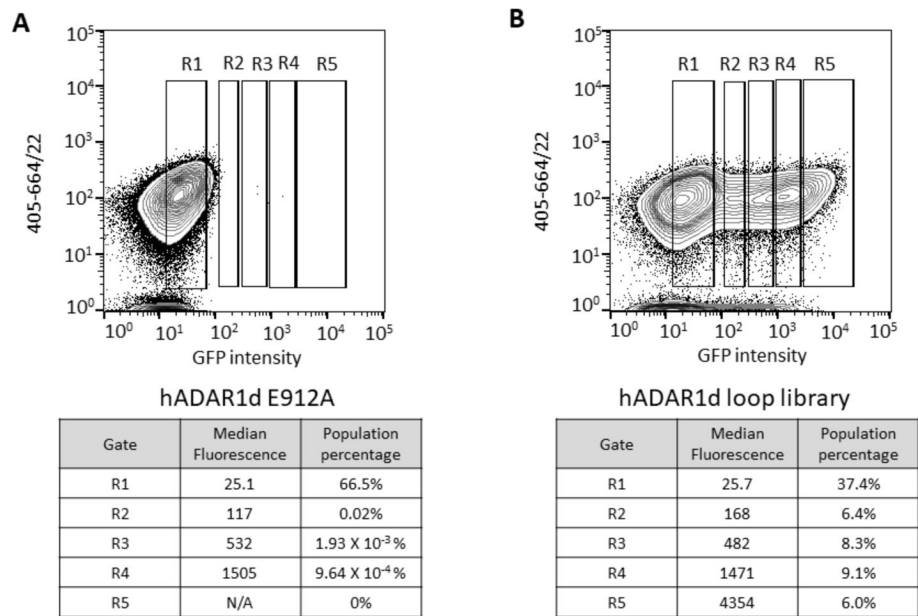 A
10^5
10^4
10^3
10^2
10^1
10^0
405-664/22
R1 R2 R3 R4 R5
10^0 10^1 10^2 10^3 10^4 10^5
GFP intensity
hADAR1d E912A
Gate Median Fluorescence Population percentage
R1 25.1 66.5%
R2 117 0.02%
R3 532 1.93 X 10^-3 %
R4 1505 9.64 X 10^-4 %
R5 N/A 0%
B
10^5
10^4
10^3
10^2
10^1
10^0
405-664/22
R1 R2 R3 R4 R5
10^0 10^1 10^2 10^3 10^4 10^5
GFP intensity
hADAR1d loop library
Gate Median Fluorescence Population percentage
R1 25.7 37.4%
R2 168 6.4%
R3 482 8.3%
R4 1471 9.1%
R5 4354 6.0%